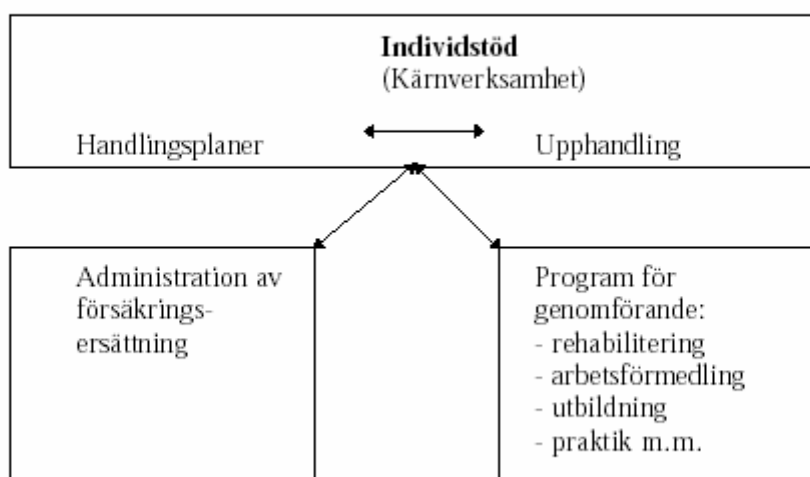 Individstöd
(Kärnverksamhet)
Handlingsplaner
Upphandling
Administration av
försäkrings-
ersättning
Program för
genomförande:
- rehabilitering
- arbetsförmedling
- utbildning
- praktik m.m.